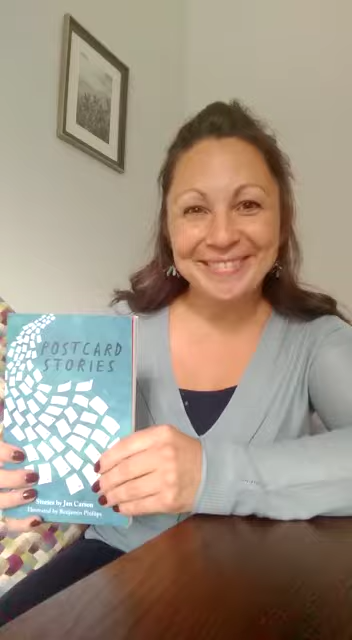 POSTCARD
STORIES
Stories by Jan Carson
Illustrated by Benjamin Phillips